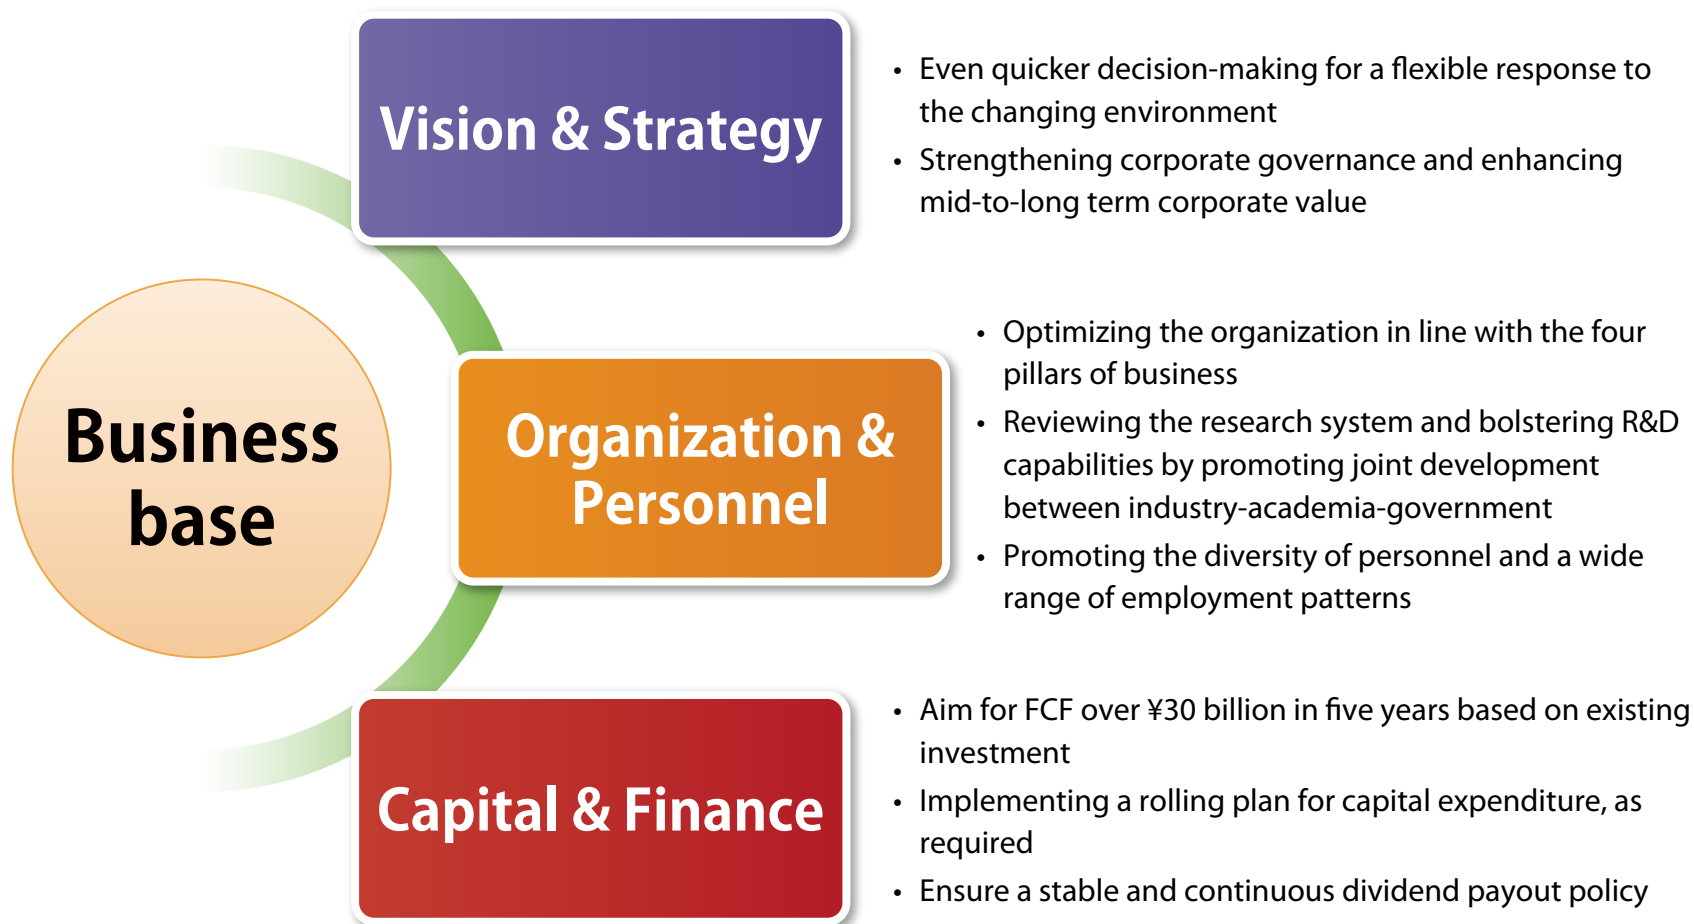 Business
base
Vision & Strategy
• Even quicker decision-making for a flexible response to
the changing environment
• Strengthening corporate governance and enhancing
mid-to-long term corporate value
Organization &
Personnel
• Optimizing the organization in line with the four
pillars of business
• Reviewing the research system and bolstering R&D
capabilities by promoting joint development
between industry-academia-government
• Promoting the diversity of personnel and a wide
range of employment patterns
Capital & Finance
• Aim for FCF over ¥30 billion in five years based on existing
investment
• Implementing a rolling plan for capital expenditure, as
required
• Ensure a stable and continuous dividend payout policy